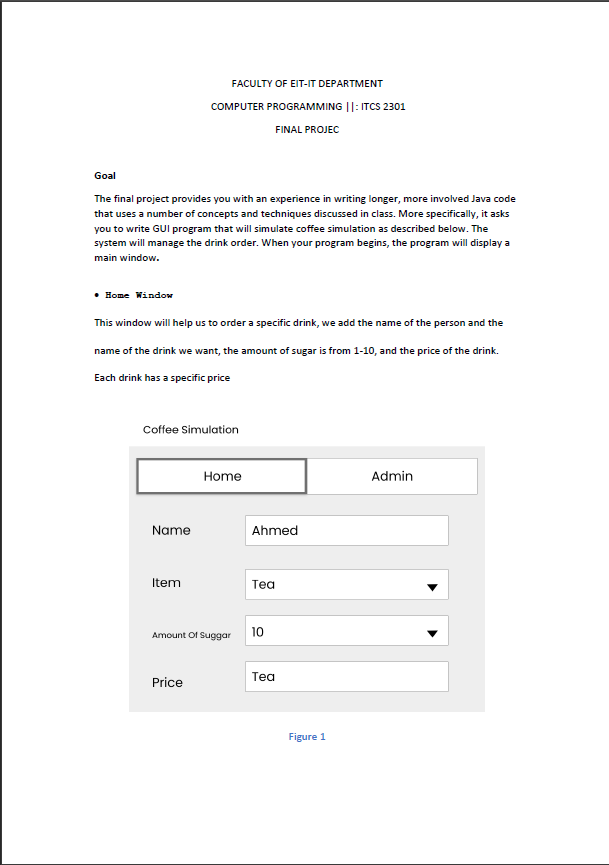 FACULTY OF EIT-IT DEPARTMENT
COMPUTER PROGRAMMING ||: ITCS 2301
FINAL PROJEC
Goal
The final project provides you with an experience in writing longer, more involved Java code
that uses a number of concepts and techniques discussed in class. More specifically, it asks
you to write GUI program that will simulate coffee simulation as described below. The
system will manage the drink order. When your program begins, the program will display a
main window.
• Home Window
This window will help us to order a specific drink, we add the name of the person and the
name of the drink we want, the amount of sugar is from 1-10, and the price of the drink.
Each drink has a specific price
Coffee Simulation
Home Admin
Name Ahmed
Item Tea
Amount Of Suggar 10
Price Tea
Figure 1